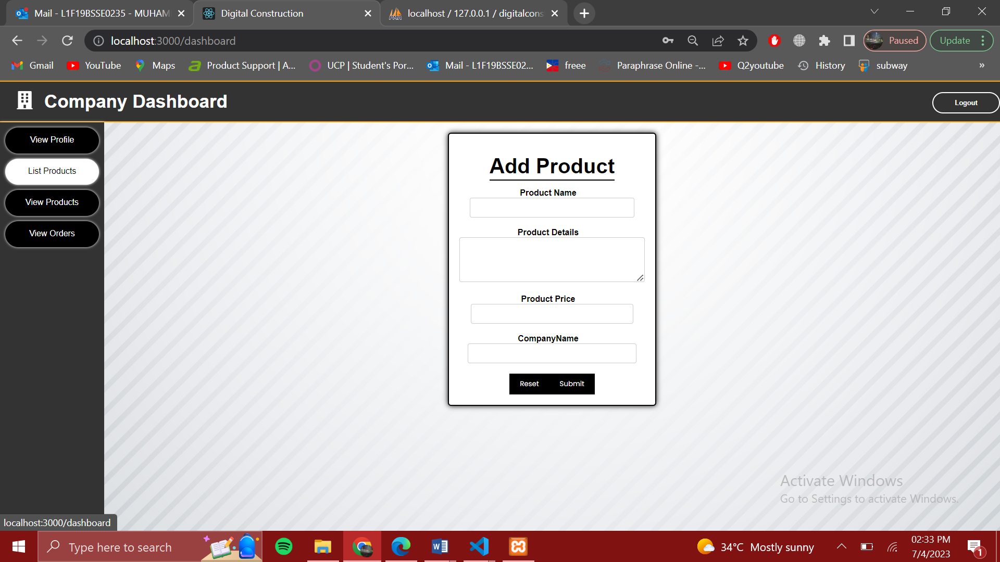 Mail - L1F19BSSE0235 - MUHAM
Digital Construction
localhost / 127.0.0.1 / digitalcons
localhost:3000/dashboard
Paused
Update
Gmail
YouTube
Maps
Product Support | A...
UCP | Student's Por...
Mail - L1F19BSSE02...
freee
Paraphrase Online -...
Q2youtube
History
subway
»
Company Dashboard
Logout
View Profile
List Products
View Products
View Orders
Add Product
Product Name
Product Details
Product Price
CompanyName
Reset
Submit
Activate Windows
Go to Settings to activate Windows.
localhost:3000/dashboard
Type here to search
34°C Mostly sunny
02:33 PM
7/4/2023
1